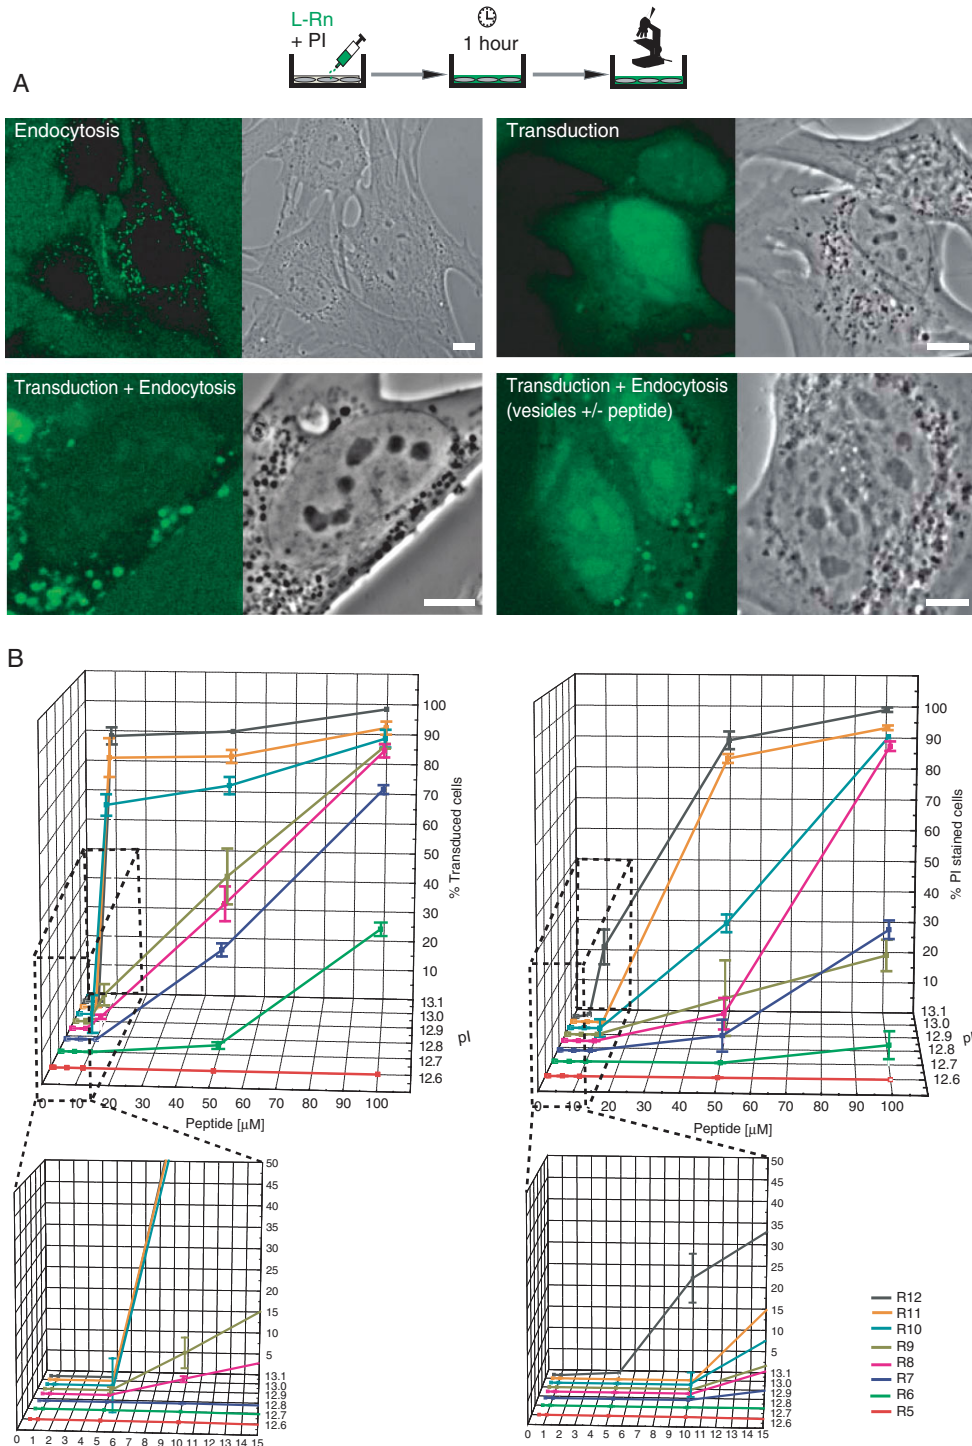 L-Rn
+ PI
1 hour
A
Endocytosis
Transduction
Transduction + Endocytosis
Transduction + Endocytosis
(vesicles +/- peptide)
B
100
90
80
70
60
50
40
30
20
10
% Transduced cells
13.1
13.0
12.9
12.8
12.7
12.6
pI
0 10 20 30 40 50 60 70 80 90 100
Peptide [µM]
100
90
80
70
60
50
40
30
20
10
% PI stained cells
13.1
13.0
12.9
12.8
12.7
12.6
pI
0 10 20 30 40 50 60 70 80 90 100
Peptide [µM]
50
45
40
35
30
25
20
15
10
5
13.1
13.0
12.9
12.8
12.7
12.6
0 1 2 3 4 5 6 7 8 9 10 11 12 13 14 15
50
45
40
35
30
25
20
15
10
5
13.1
13.0
12.9
12.8
12.7
12.6
0 1 2 3 4 5 6 7 8 9 10 11 12 13 14 15
R12
R11
R10
R9
R8
R7
R6
R5